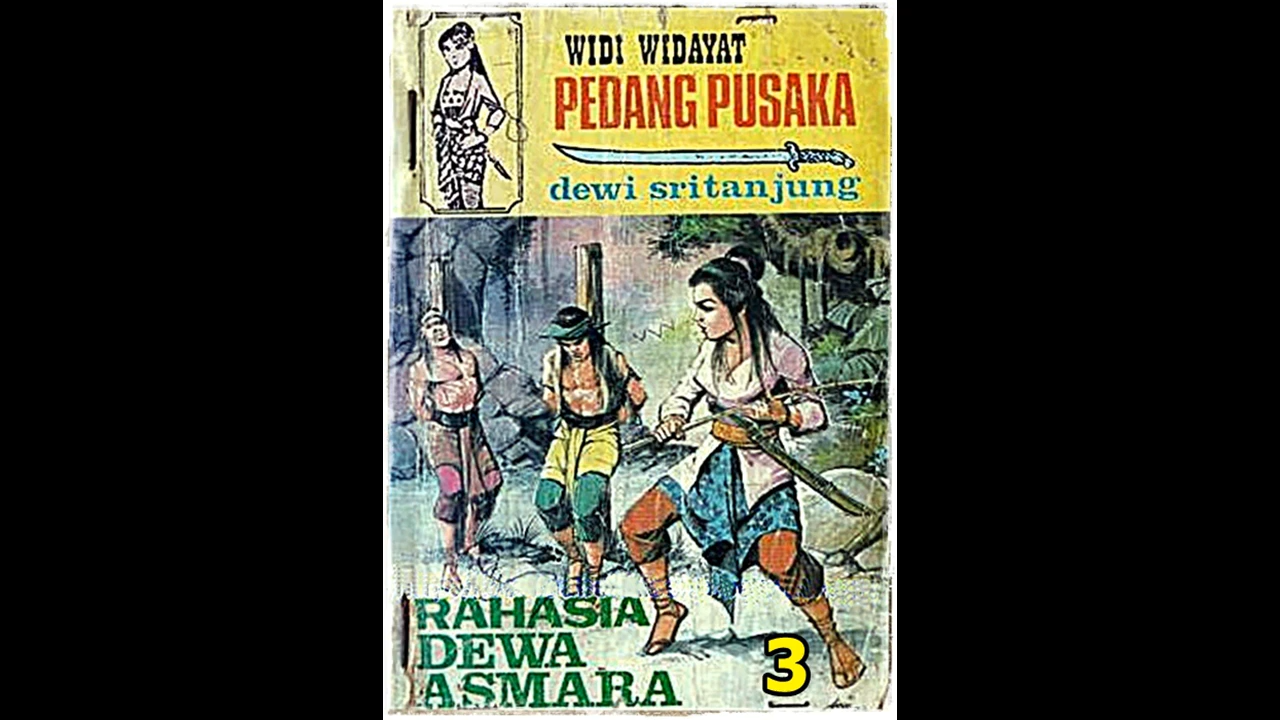 WIDI WIDAYAT
PEDANG PUSAKA
dewi sritanjung
RAHASIA
DEWA
ASMARA
3